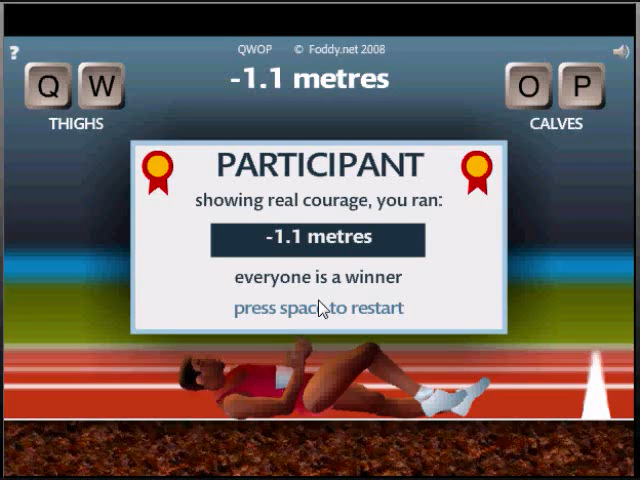 ?
QWOP © Foddy.net 2008
-1.1 metres
Q W
THIGHS
O P
CALVES
PARTICIPANT
showing real courage, you ran:
-1.1 metres
everyone is a winner
press space to restart